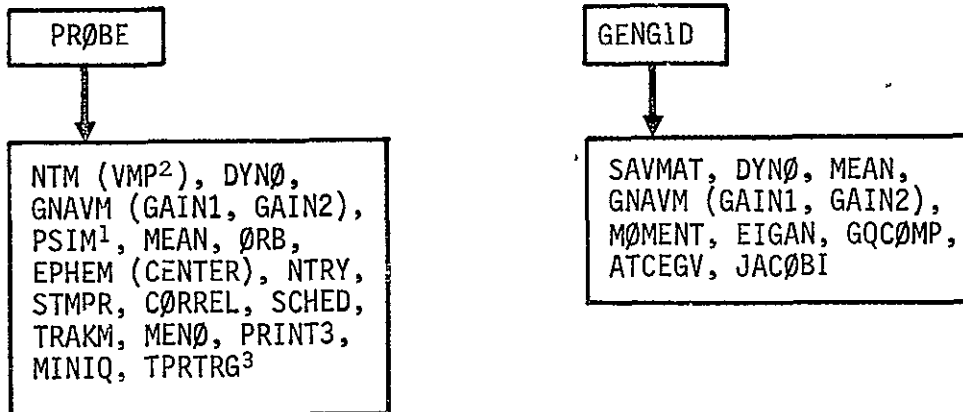 PRØBE
NTM (VMP²), DYNØ,
GNAVM (GAIN1, GAIN2),
PSIM¹, MEAN, ØRB,
EPHEM (CENTER), NTRY,
STMPR, CØRREL, SCHED,
TRAKM, MENØ, PRINT3,
MINIQ, TPRTRG³
GENGID
SAVMAT, DYNØ, MEAN,
GNAVM (GAIN1, GAIN2),
MØMENT, EIGAN, GQCØMP,
ATCEGV, JACØBI